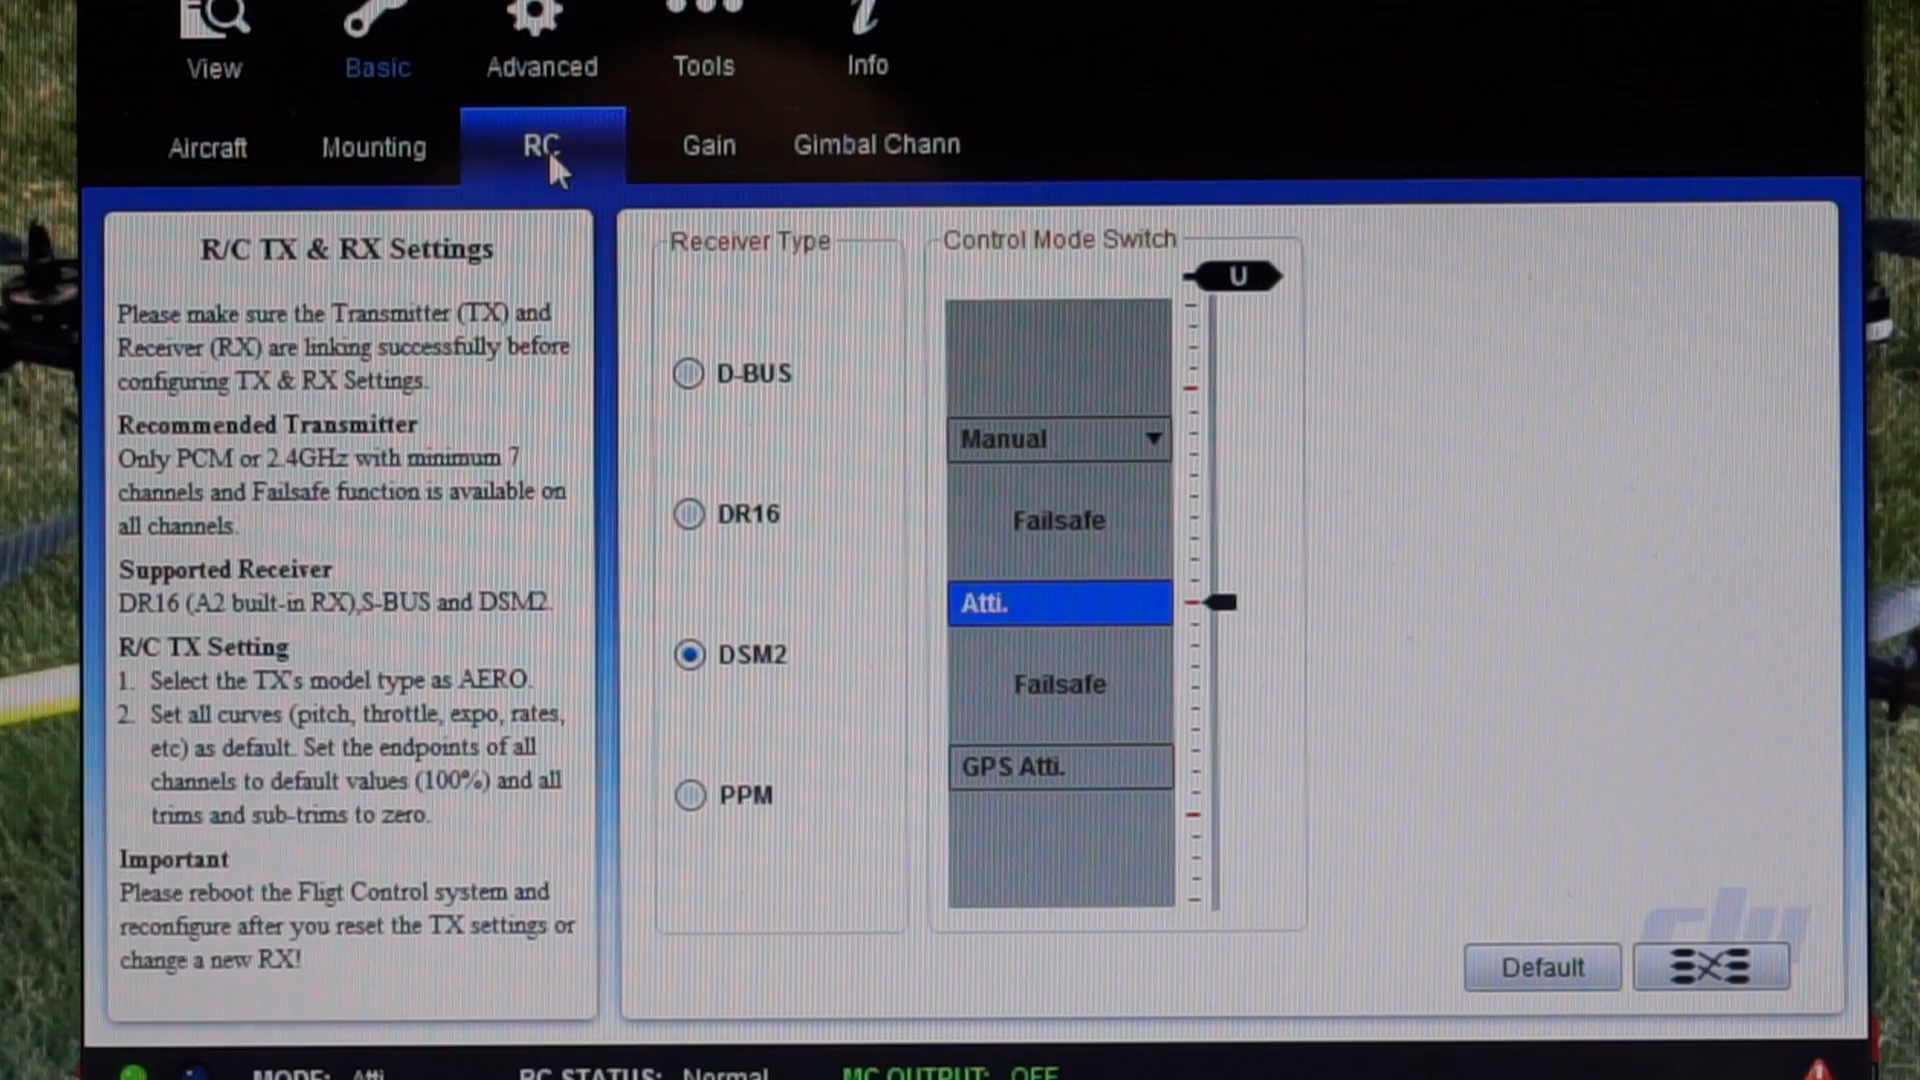 View Basic Advanced Tools Info
Aircraft Mounting RC Gain Gimbal Chann
R/C TX & RX Settings
Please make sure the Transmitter (TX) and
Receiver (RX) are linking successfully before
configuring TX & RX Settings.
Recommended Transmitter
Only PCM or 2.4GHz with minimum 7
channels and Failsafe function is available on
all channels.
Supported Receiver
DR16 (A2 built-in RX),S-BUS and DSM2.
R/C TX Setting
1. Select the TX's model type as AERO.
2. Set all curves (pitch, throttle, expo, rates,
etc) as default. Set the endpoints of all
channels to default values (100%) and all
trims and sub-trims to zero.
Important
Please reboot the Fligt Control system and
reconfigure after you reset the TX settings or
change a new RX!
Receiver Type
D-BUS
DR16
DSM2
PPM
Control Mode Switch
U
Manual
Failsafe
Atti.
Failsafe
GPS Atti.
Default
MODE: Atti
RC STATUS: Normal
MC OUTPUT: OFF